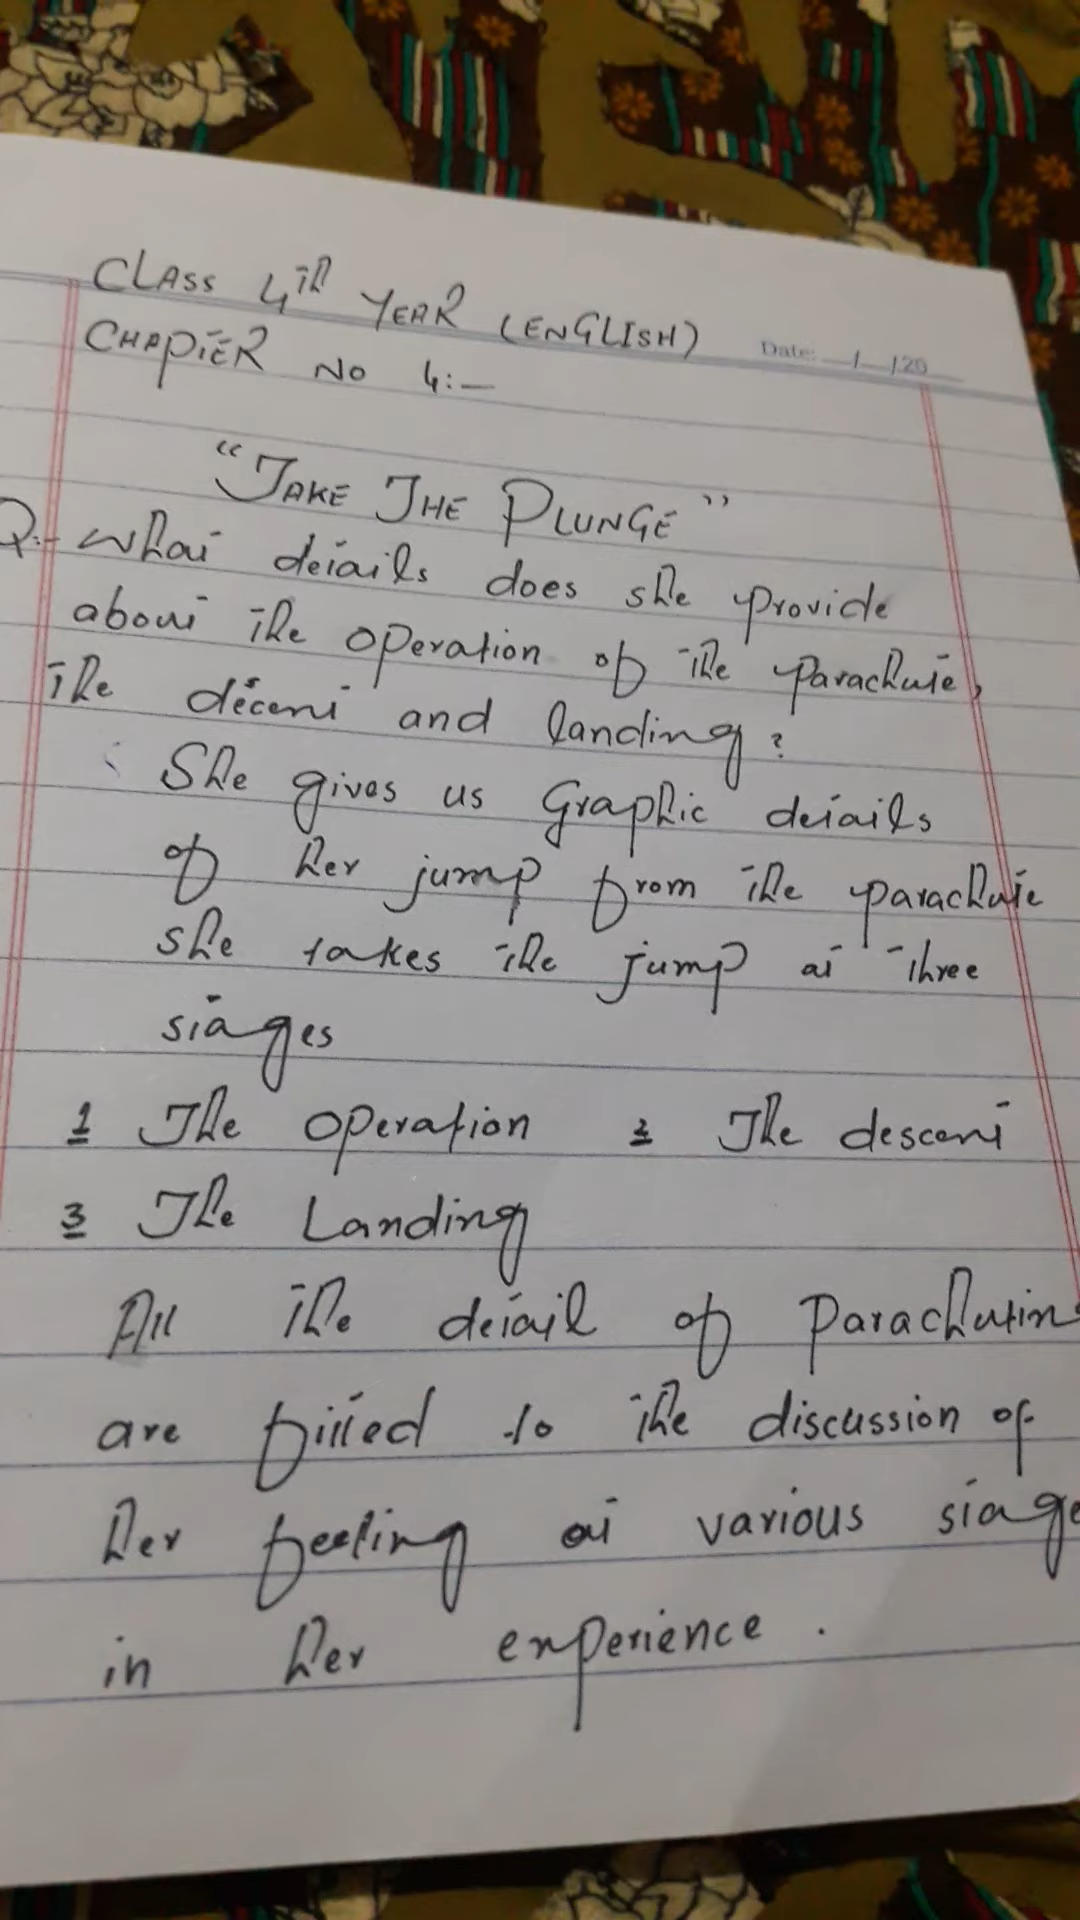 CLASS 4th YEAR (ENGLISH)
Date: __/__/20__
CHAPTER NO 4:—
"TAKE THE PLUNGE"
Q:- What details does she provide
about the operation of the parachute,
the decent and landing?
She gives us Graphic details
of her jump from the parachute
she takes the jump at three
stages
1 The operation 2 The descent
3 The Landing
All the detail of Parachutin
are fitted to the discussion of
her feeling at various stage
in her experience.